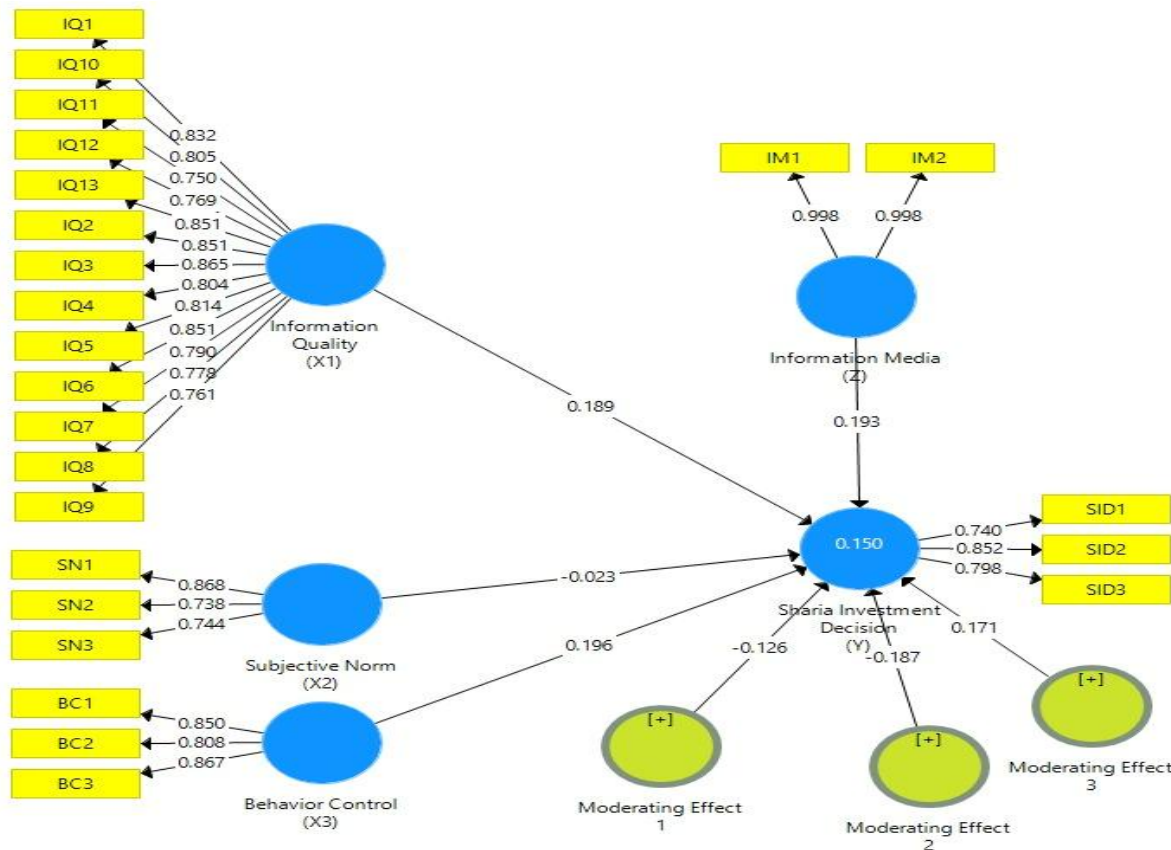 IQ1
IQ10
IQ11
IQ12
IQ13
IQ2
IQ3
IQ4
IQ5
IQ6
IQ7
IQ8
IQ9
0.832
0.805
0.750
0.769
0.851
0.851
0.865
0.804
0.814
0.851
0.790
0.778
0.761
Information
Quality
(X1)
0.189
IM1
IM2
0.998
0.998
Information Media
(Z)
0.193
SN1
SN2
SN3
0.868
0.738
0.744
Subjective Norm
(X2)
-0.023
BC1
BC2
BC3
0.850
0.808
0.867
Behavior Control
(X3)
0.196
0.150
Sharia Investment
Decision
(Y)
0.740
0.852
0.798
SID1
SID2
SID3
-0.126
-0.187
0.171
[+]
Moderating Effect
1
[+]
Moderating Effect
2
[+]
Moderating Effect
3